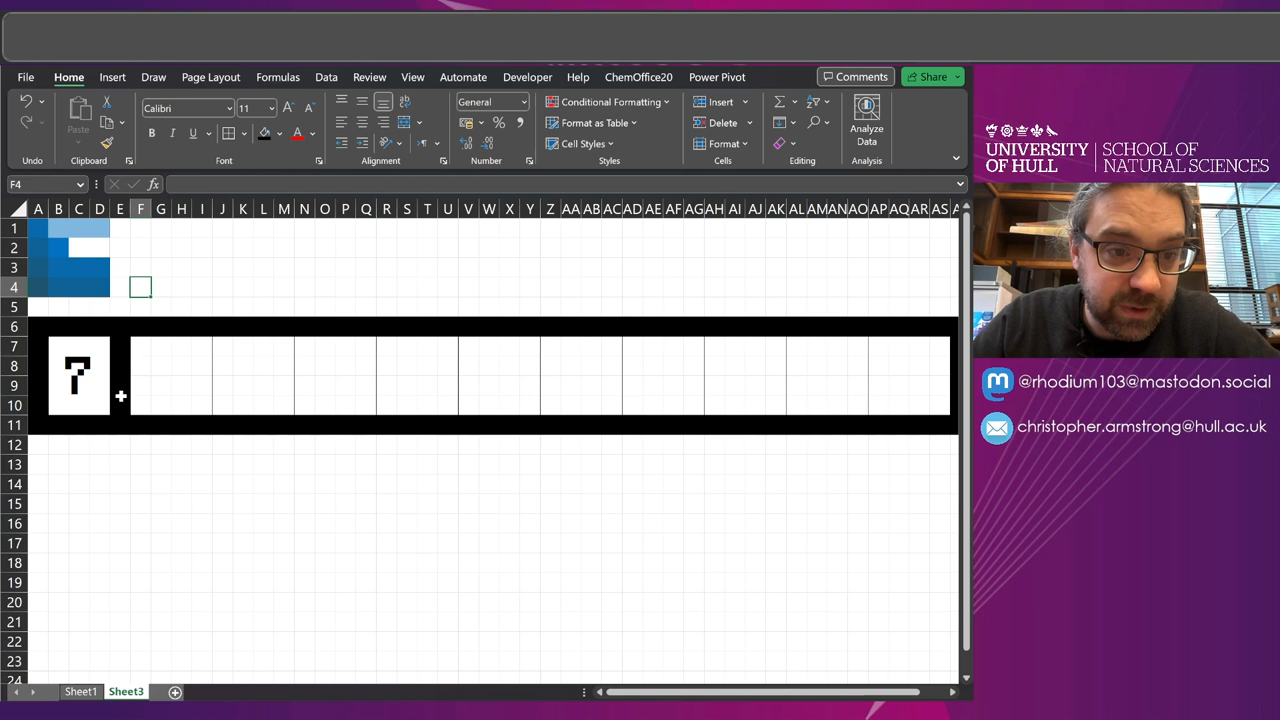 File Home Insert Draw Page Layout Formulas Data Review View Automate Developer Help ChemOffice20 Power Pivot Comments Share
Paste Calibri 11 General Conditional Formatting Insert Analyze Data
B I U A % Format as Table Delete
Cell Styles Format
Undo Clipboard Font Alignment Number Styles Cells Editing Analysis
UNIVERSITY OF HULL
SCHOOL OF NATURAL SCIENCES
F4 fx
A B C D E F G H I J K L M N O P Q R S T U V W X Y Z AA AB AC AD AE AF AG AH AI AJ AK AL AM AN AO AP AQ AR AS A
1
2
3
4
5
6
7
8 ?
9
10
11
12
13
14
15
16
17
18
19
20
21
22
23
24
@rhodium103@mastodon.social
christopher.armstrong@hull.ac.uk
Sheet1 Sheet3